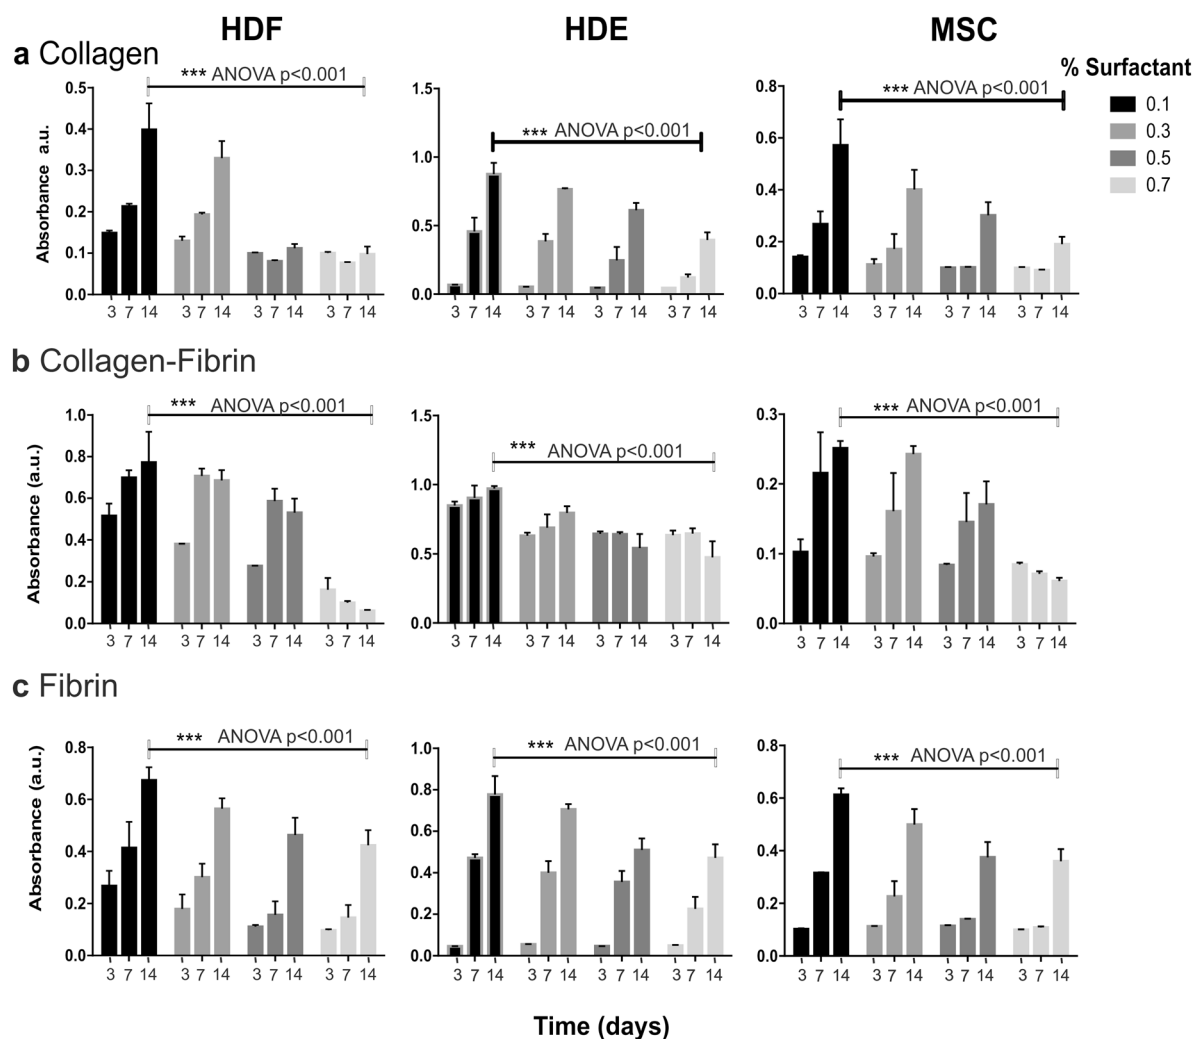 HDF HDE MSC
a Collagen
% Surfactant
0.1
0.3
0.5
0.7
*** ANOVA p<0.001
Absorbance a.u.
0.5
0.4
0.3
0.2
0.1
0.0
3 7 14 3 7 14 3 7 14 3 7 14
*** ANOVA p<0.001
1.5
1.0
0.5
0.0
3 7 14 3 7 14 3 7 14 3 7 14
*** ANOVA p<0.001
0.8
0.6
0.4
0.2
0.0
3 7 14 3 7 14 3 7 14 3 7 14
b Collagen-Fibrin
*** ANOVA p<0.001
Absorbance (a.u.)
1.0
0.8
0.6
0.4
0.2
0.0
3 7 14 3 7 14 3 7 14 3 7 14
*** ANOVA p<0.001
1.5
1.0
0.5
0.0
3 7 14 3 7 14 3 7 14 3 7 14
*** ANOVA p<0.001
0.3
0.2
0.1
0.0
3 7 14 3 7 14 3 7 14 3 7 14
c Fibrin
*** ANOVA p<0.001
Absorbance (a.u.)
0.8
0.6
0.4
0.2
0.0
3 7 14 3 7 14 3 7 14 3 7 14
*** ANOVA p<0.001
1.0
0.8
0.6
0.4
0.2
0.0
3 7 14 3 7 14 3 7 14 3 7 14
*** ANOVA p<0.001
0.8
0.6
0.4
0.2
0.0
3 7 14 3 7 14 3 7 14 3 7 14
Time (days)